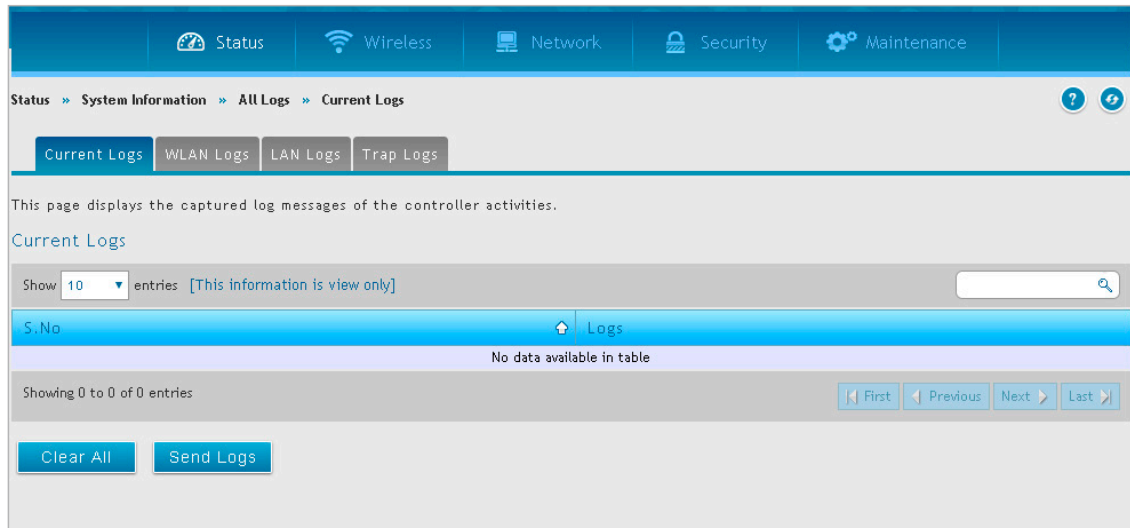 Status Wireless Network Security Maintenance
Status » System Information » All Logs » Current Logs
?
Current Logs WLAN Logs LAN Logs Trap Logs
This page displays the captured log messages of the controller activities.
Current Logs
Show 10 entries [This information is view only]
S.No Logs
No data available in table
Showing 0 to 0 of 0 entries
First Previous Next Last
Clear All Send Logs